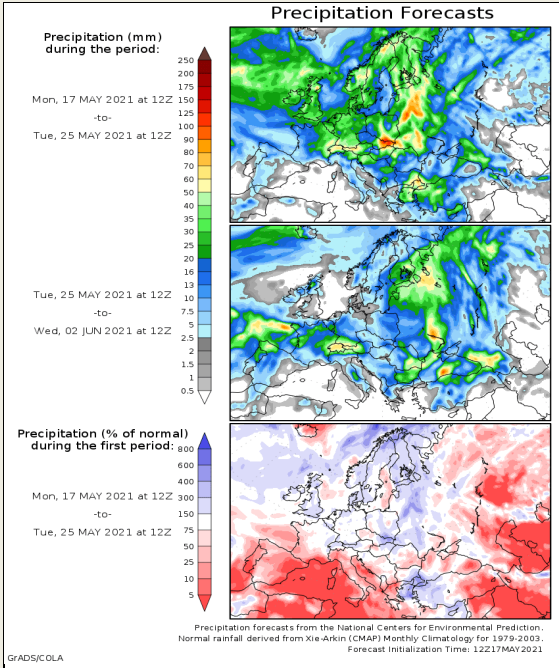 Precipitation Forecasts
Precipitation (mm)
during the period:
Mon, 17 MAY 2021 at 12Z
-to-
Tue, 25 MAY 2021 at 12Z
250
200
175
150
125
100
90
80
70
60
50
40
35
30
25
20
16
13
10
7.5
5
2.5
2
1.5
1
0.5
Tue, 25 MAY 2021 at 12Z
-to-
Wed, 02 JUN 2021 at 12Z
Precipitation (% of normal)
during the first period:
Mon, 17 MAY 2021 at 12Z
-to-
Tue, 25 MAY 2021 at 12Z
800
600
400
300
150
75
50
25
10
5
Precipitation forecasts from the National Centers for Environmental Prediction.
Normal rainfall derived from Xie-Arkin (CMAP) Monthly Climatology for 1979-2003.
Forecast Initialization Time: 12Z17MAY2021
GrADS/COLA